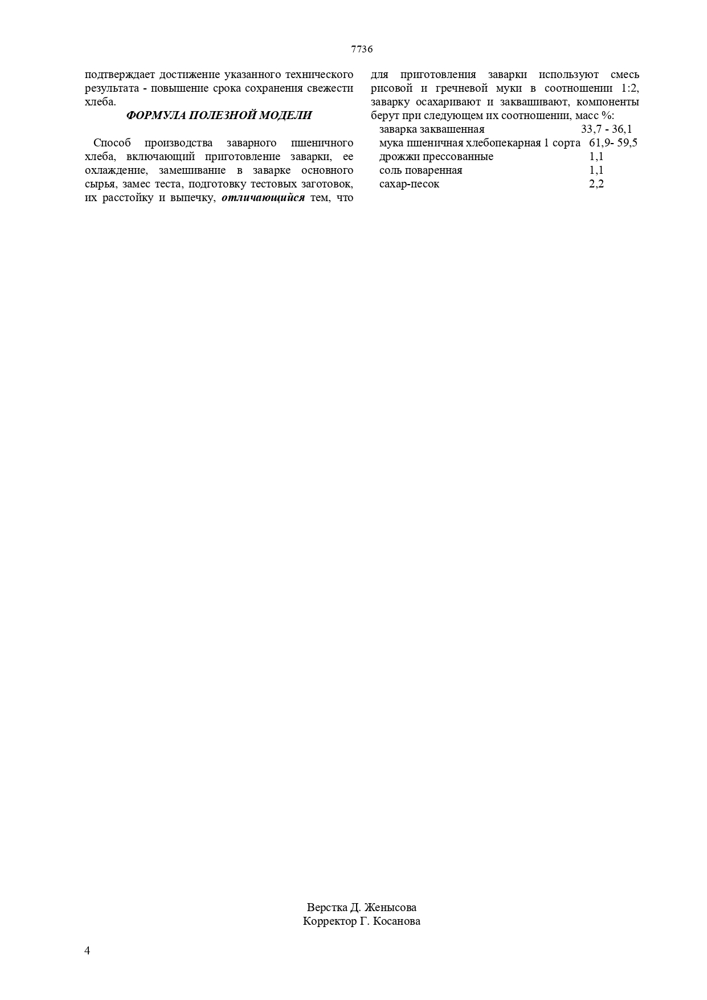 7736
подтверждает достижение указанного технического
результата - повышение срока сохранения свежести
хлеба.
ФОРМУЛА ПОЛЕЗНОЙ МОДЕЛИ
Способ производства заварного пшеничного
хлеба, включающий приготовление заварки, ее
охлаждение, замешивание в заварке основного
сырья, замес теста, подготовку тестовых заготовок,
их расстойку и выпечку, отличающийся тем, что
для приготовления заварки используют смесь
рисовой и гречневой муки в соотношении 1:2,
заварку осахаривают и заквашивают, компоненты
берут при следующем их соотношении, масс %:
заварка заквашенная 33,7 - 36,1
мука пшеничная хлебопекарная 1 сорта 61,9- 59,5
дрожжи прессованные 1,1
соль поваренная 1,1
сахар-песок 2,2
Верстка Д. Женысова
Корректор Г. Косанова
4